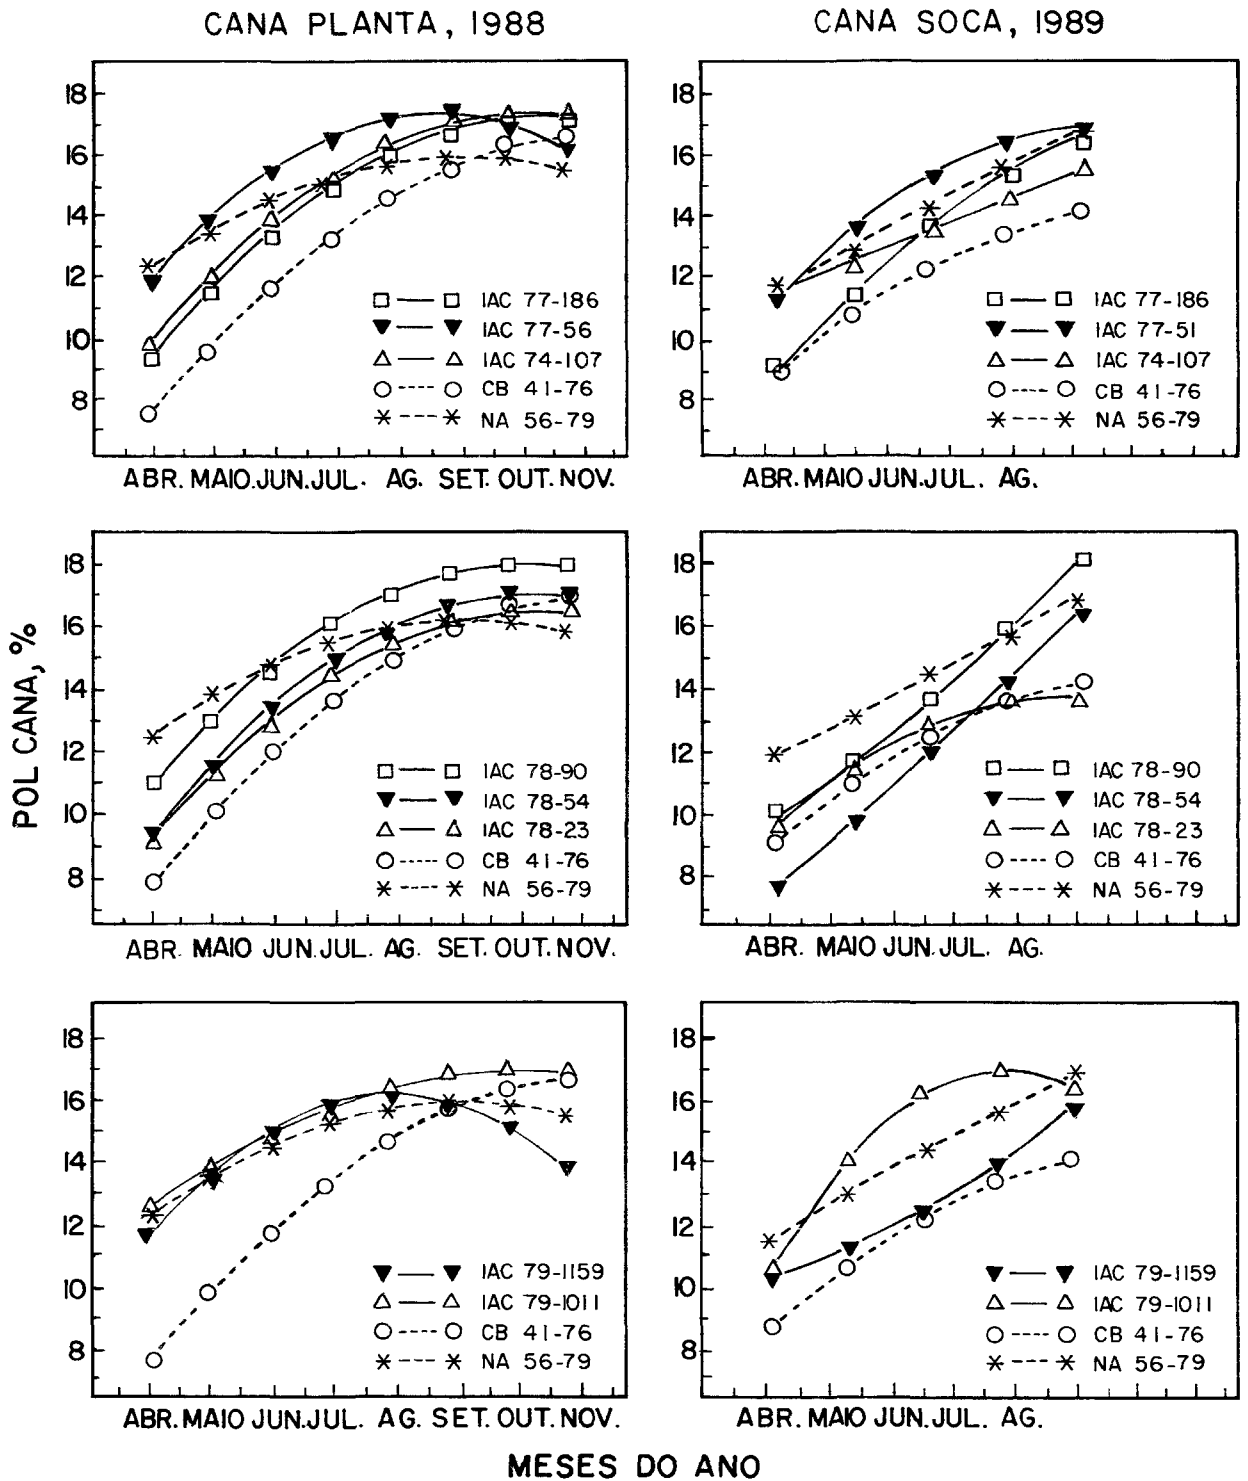 CANA PLANTA, 1988
CANA SOCA, 1989
POL CANA, %
18
16
14
12
10
8
IAC 77-186
IAC 77-56
IAC 74-107
CB 41-76
NA 56-79
ABR. MAIO. JUN. JUL. AG. SET. OUT. NOV.
18
16
14
12
10
8
IAC 77-186
IAC 77-51
IAC 74-107
CB 41-76
NA 56-79
ABR. MAIO JUN. JUL. AG.
18
16
14
12
10
8
IAC 78-90
IAC 78-54
IAC 78-23
CB 41-76
NA 56-79
ABR. MAIO JUN. JUL. AG. SET. OUT. NOV.
18
16
14
12
10
8
IAC 78-90
IAC 78-54
IAC 78-23
CB 41-76
NA 56-79
ABR. MAIO JUN. JUL. AG.
18
16
14
12
10
8
IAC 79-1159
IAC 79-1011
CB 41-76
NA 56-79
ABR. MAIO JUN. JUL. AG. SET. OUT. NOV.
18
16
14
12
10
8
IAC 79-1159
IAC 79-1011
CB 41-76
NA 56-79
ABR. MAIO JUN. JUL. AG.
MESES DO ANO